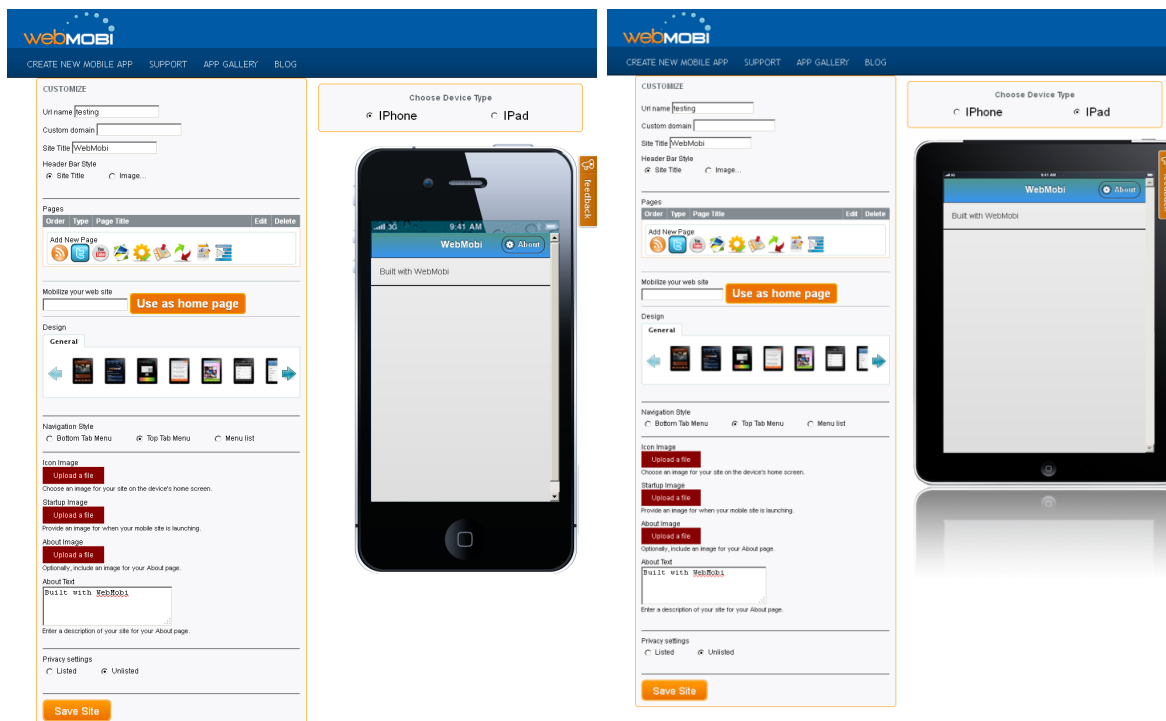 webMOBI
CREATE NEW MOBILE APP SUPPORT APP GALLERY BLOG
CUSTOMIZE
Url name testing
Custom domain
Site Title WebMobi
Header Bar Style
Site Title Image...
Pages
Order Type Page Title Edit Delete
Add New Page
Mobilize your web site
Use as home page
Design
General
Navigation Style
Bottom Tab Menu Top Tab Menu Menu list
Icon Image
Upload a file
Choose an image for your site on the device's home screen.
Startup Image
Upload a file
Provide an image for when your mobile site is launching.
About Image
Upload a file
Optionally, include an image for your About page.
About Text
Built with WebMobi
Enter a description of your site for your About page.
Privacy settings
Listed Unlisted
Save Site
Choose Device Type
IPhone IPad
feedback
3G 9:41 AM
WebMobi About
Built with WebMobi
webMOBI
CREATE NEW MOBILE APP SUPPORT APP GALLERY BLOG
CUSTOMIZE
Url name testing
Custom domain
Site Title WebMobi
Header Bar Style
Site Title Image...
Pages
Order Type Page Title Edit Delete
Add New Page
Mobilize your web site
Use as home page
Design
General
Navigation Style
Bottom Tab Menu Top Tab Menu Menu list
Icon Image
Upload a file
Choose an image for your site on the device's home screen.
Startup Image
Upload a file
Provide an image for when your mobile site is launching.
About Image
Upload a file
Optionally, include an image for your About page.
About Text
Built with WebMobi
Enter a description of your site for your About page.
Privacy settings
Listed Unlisted
Save Site
Choose Device Type
IPhone IPad
9:41 AM
WebMobi About
Built with WebMobi